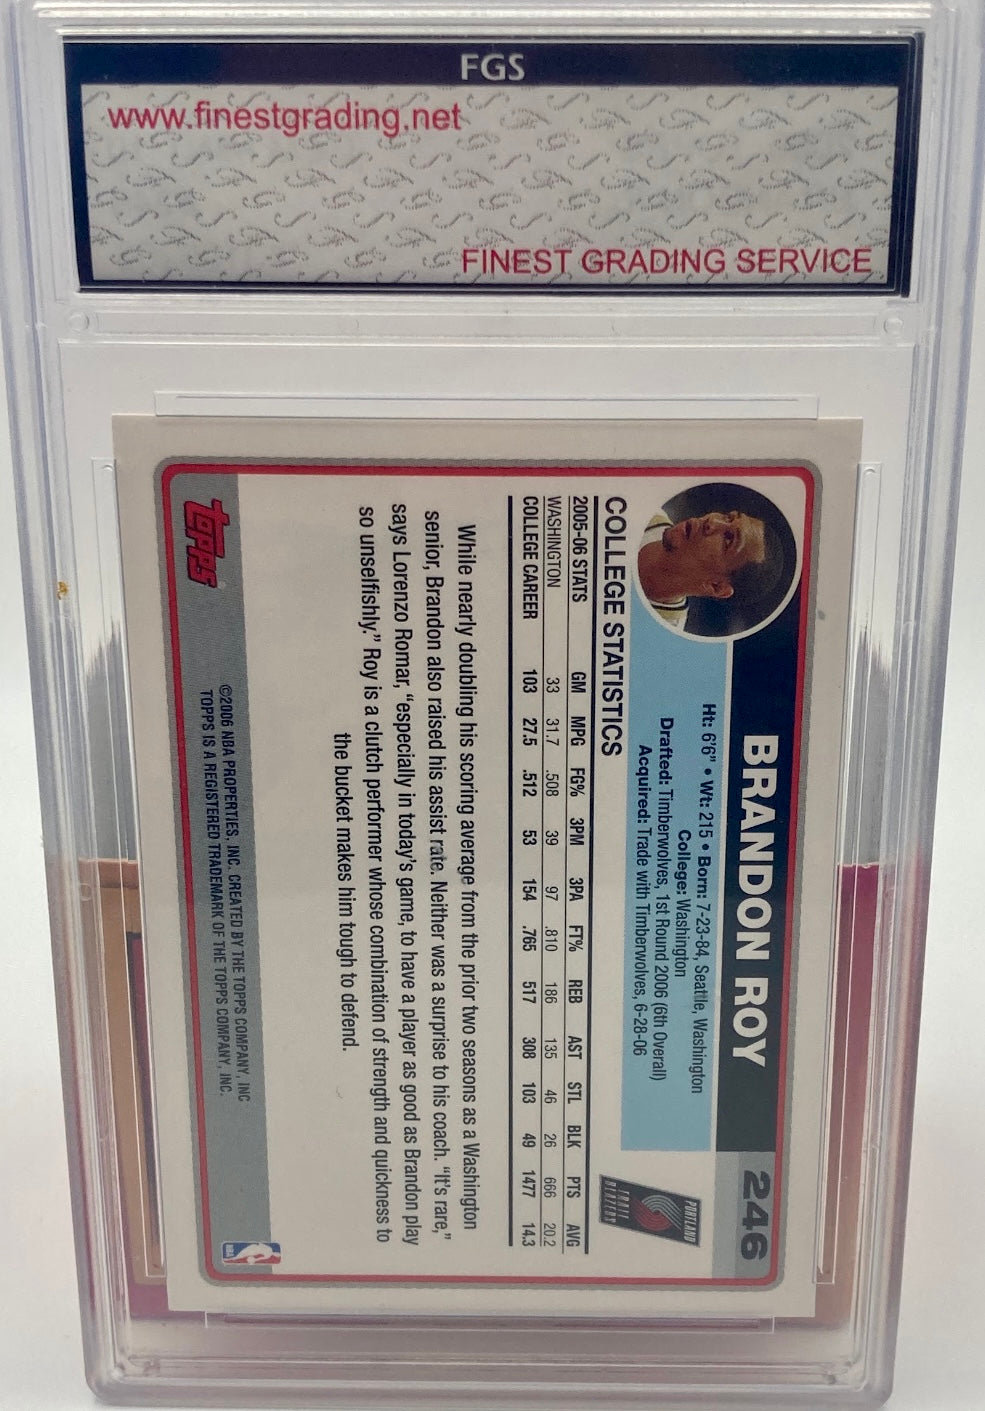 FGS
www.finestgrading.net
FINEST GRADING SERVICE
BRANDON ROY
246
Ht: 6'6" • Wt: 215 • Born: 7-23-84, Seattle, Washington
College: Washington
Drafted: Timberwolves, 1st Round 2006 (6th Overall)
Acquired: Trade with Timberwolves, 6-28-06
PORTLAND
TRAIL BLAZERS
COLLEGE STATISTICS
2005-06 STATS GM MPG FG% 3PM 3PA FT% REB AST STL BLK PTS AVG
WASHINGTON 33 31.7 .508 39 97 .810 186 135 46 26 666 20.2
COLLEGE CAREER 103 27.5 .512 53 154 .765 517 308 103 49 1477 14.3
While nearly doubling his scoring average from the prior two seasons as a Washington
senior, Brandon also raised his assist rate. Neither was a surprise to his coach. "It's rare,"
says Lorenzo Romar, "especially in today's game, to have a player as good as Brandon play
so unselfishly." Roy is a clutch performer whose combination of strength and quickness to
the bucket makes him tough to defend.
topps
©2006 NBA PROPERTIES, INC. CREATED BY THE TOPPS COMPANY, INC
TOPPS IS A REGISTERED TRADEMARK OF THE TOPPS COMPANY, INC.
NBA